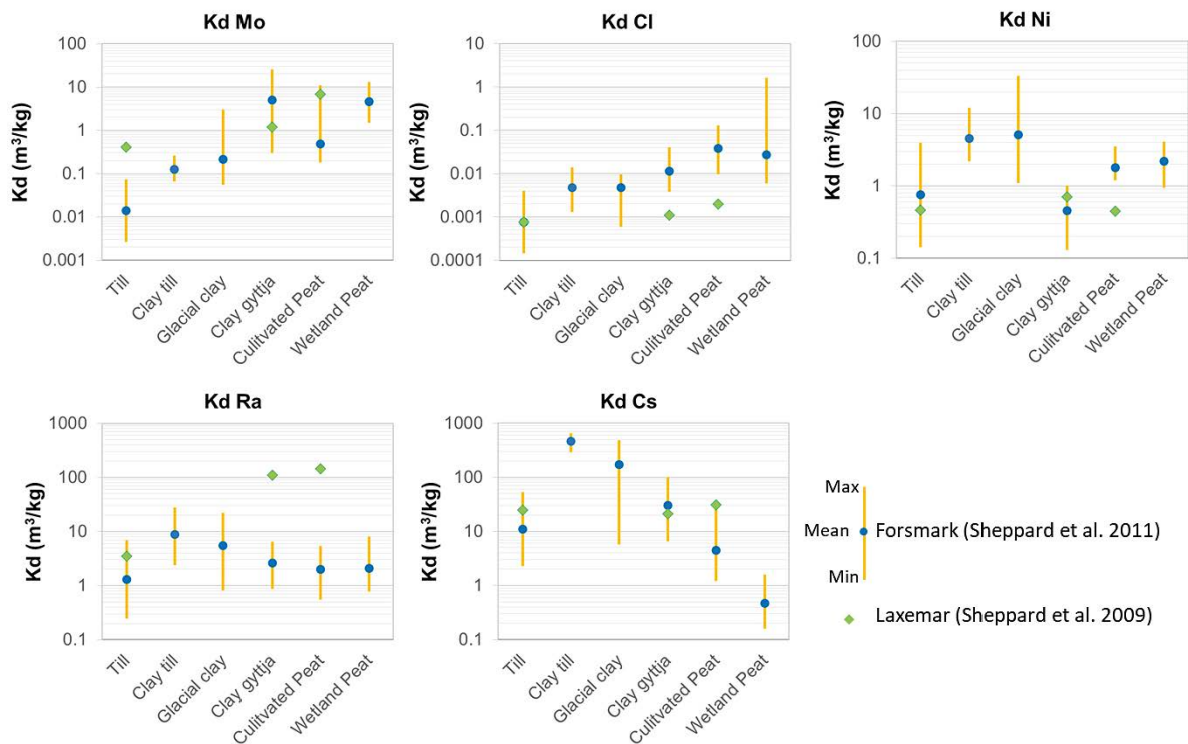 Kd Mo
Kd (m³/kg)
100
10
1
0.1
0.01
0.001
Till
Clay till
Glacial clay
Clay gyttja
Culitvated Peat
Wetland Peat
Kd Cl
Kd (m³/kg)
10
1
0.1
0.01
0.001
0.0001
Till
Clay till
Glacial clay
Clay gyttja
Culitvated Peat
Wetland Peat
Kd Ni
Kd (m³/kg)
100
10
1
0.1
Till
Clay till
Glacial clay
Clay gyttja
Culitvated Peat
Wetland Peat
Kd Ra
Kd (m³/kg)
1000
100
10
1
0.1
Till
Clay till
Glacial clay
Clay gyttja
Culitvated Peat
Wetland Peat
Kd Cs
Kd (m³/kg)
1000
100
10
1
0.1
Till
Clay till
Glacial clay
Clay gyttja
Culitvated Peat
Wetland Peat
Max
Mean
Forsmark (Sheppard et al. 2011)
Min
Laxemar (Sheppard et al. 2009)